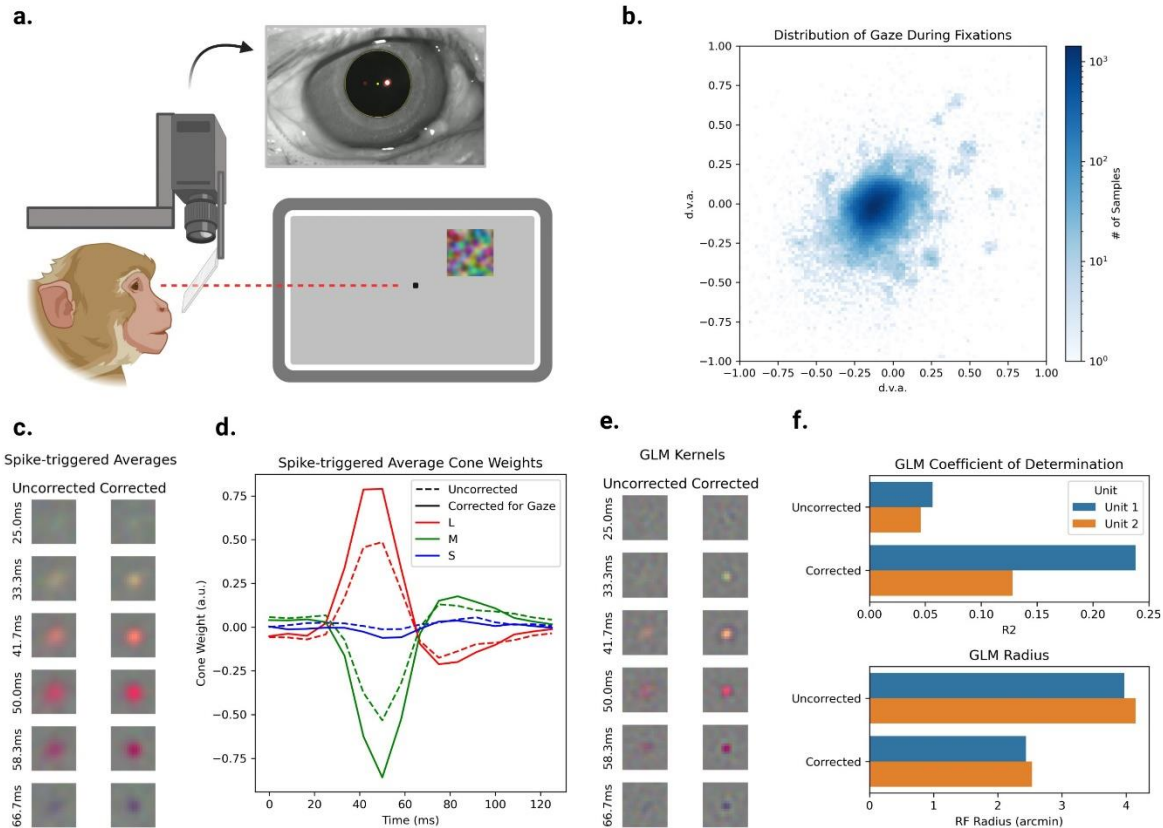 a.
b.
Distribution of Gaze During Fixations
1.00
0.75
0.50
0.25
0.00
−0.25
−0.50
−0.75
−1.00
d.v.a.
−1.00 −0.75 −0.50 −0.25 0.00 0.25 0.50 0.75 1.00
d.v.a.
10³
10²
10¹
10⁰
# of Samples
c.
Spike-triggered Averages
Uncorrected Corrected
25.0ms
33.3ms
41.7ms
50.0ms
58.3ms
66.7ms
d.
Spike-triggered Average Cone Weights
Uncorrected
Corrected for Gaze
L
M
S
0.75
0.50
0.25
0.00
−0.25
−0.50
−0.75
Cone Weight (a.u.)
0 20 40 60 80 100 120
Time (ms)
e.
GLM Kernels
Uncorrected Corrected
25.0ms
33.3ms
41.7ms
50.0ms
58.3ms
66.7ms
f.
GLM Coefficient of Determination
Unit
Unit 1
Unit 2
Uncorrected
Corrected
0.00 0.05 0.10 0.15 0.20 0.25
R2
GLM Radius
Uncorrected
Corrected
0 1 2 3 4
RF Radius (arcmin)